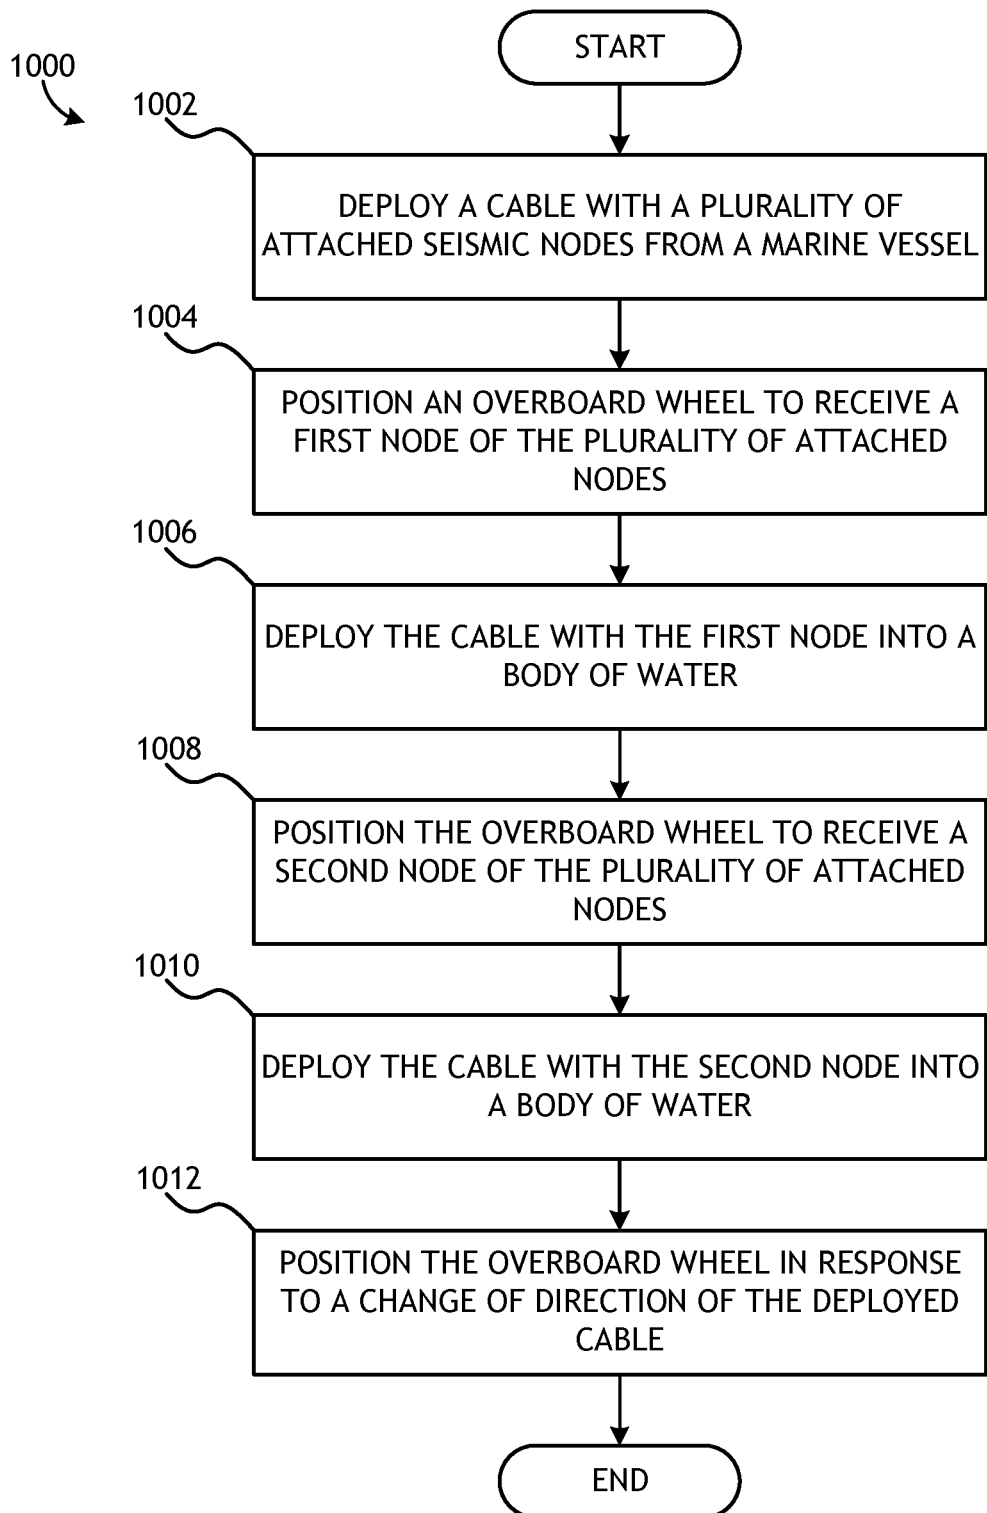 START
1000
1002
DEPLOY A CABLE WITH A PLURALITY OF
ATTACHED SEISMIC NODES FROM A MARINE VESSEL
1004
POSITION AN OVERBOARD WHEEL TO RECEIVE A
FIRST NODE OF THE PLURALITY OF ATTACHED
NODES
1006
DEPLOY THE CABLE WITH THE FIRST NODE INTO A
BODY OF WATER
1008
POSITION THE OVERBOARD WHEEL TO RECEIVE A
SECOND NODE OF THE PLURALITY OF ATTACHED
NODES
1010
DEPLOY THE CABLE WITH THE SECOND NODE INTO
A BODY OF WATER
1012
POSITION THE OVERBOARD WHEEL IN RESPONSE
TO A CHANGE OF DIRECTION OF THE DEPLOYED
CABLE
END